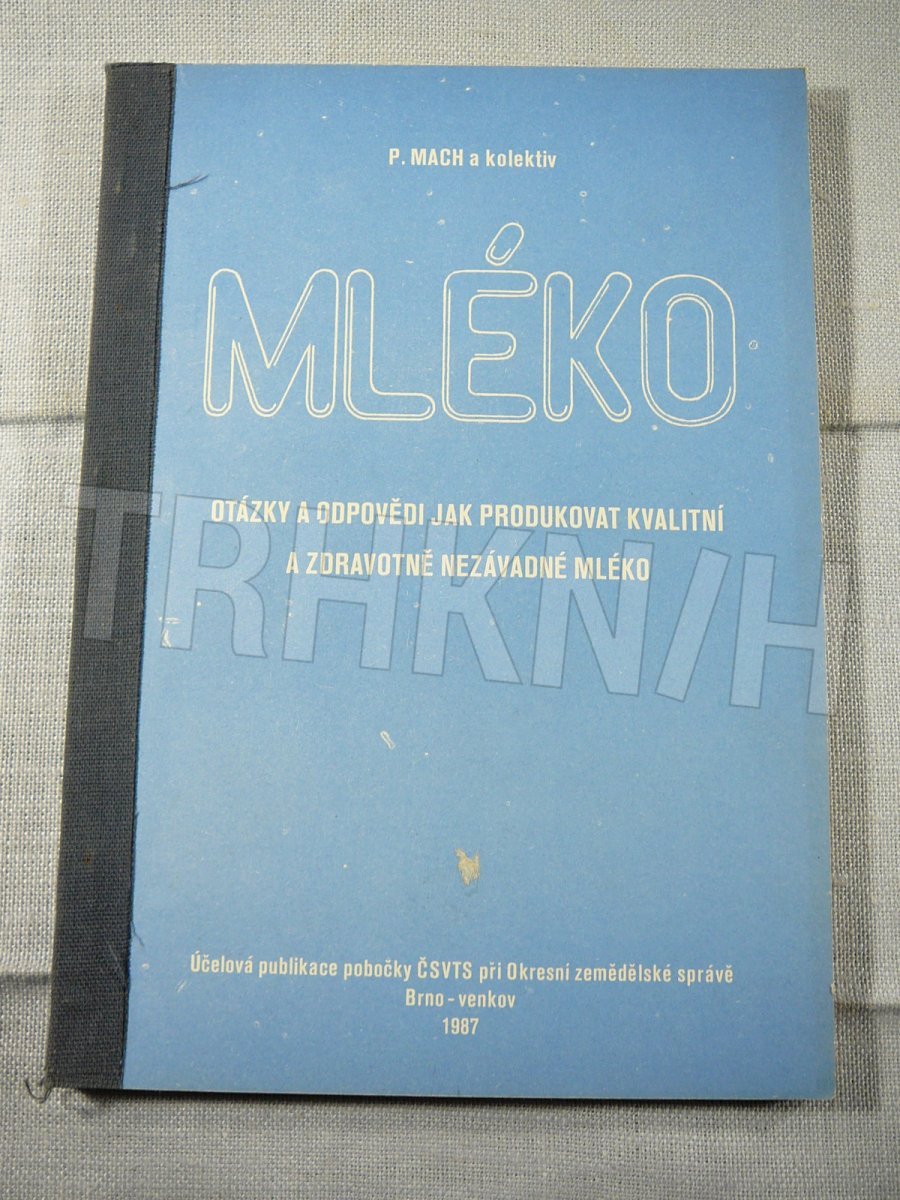 P. MACH a kolektiv
MLÉKO
OTÁZKY A ODPOVĚDI JAK PRODUKOVAT KVALITNÍ
A ZDRAVOTNĚ NEZÁVADNÉ MLÉKO
TRHKN/H
Účelová publikace pobočky ČSVTS při Okresní zemědělské správě
Brno - venkov
1987